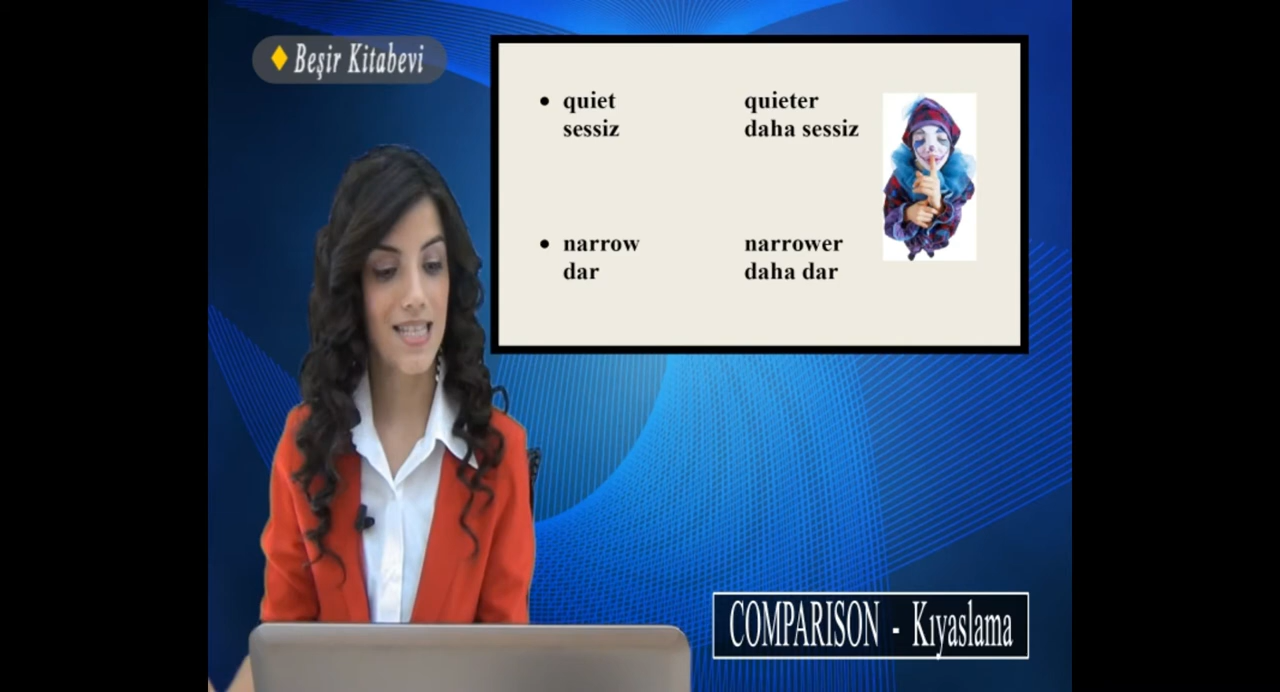 Beşir Kitabevi
• quiet quieter
sessiz daha sessiz
• narrow narrower
dar daha dar
COMPARISON - Kıyaslama